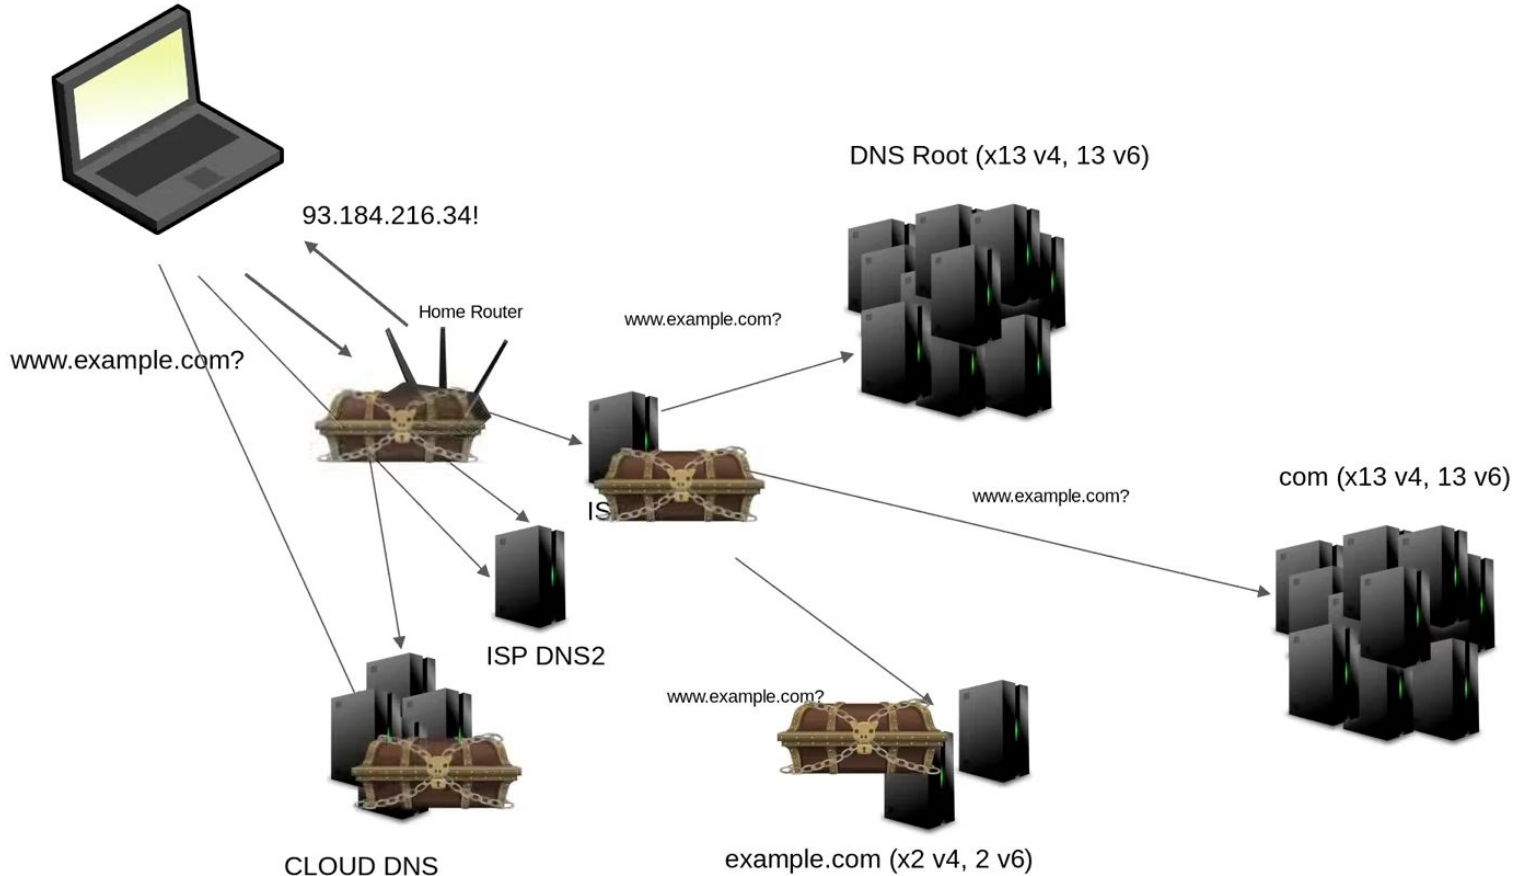 DNS Root (x13 v4, 13 v6)
93.184.216.34!
Home Router
www.example.com?
www.example.com?
com (x13 v4, 13 v6)
www.example.com?
IS
ISP DNS2
www.example.com?
CLOUD DNS
example.com (x2 v4, 2 v6)